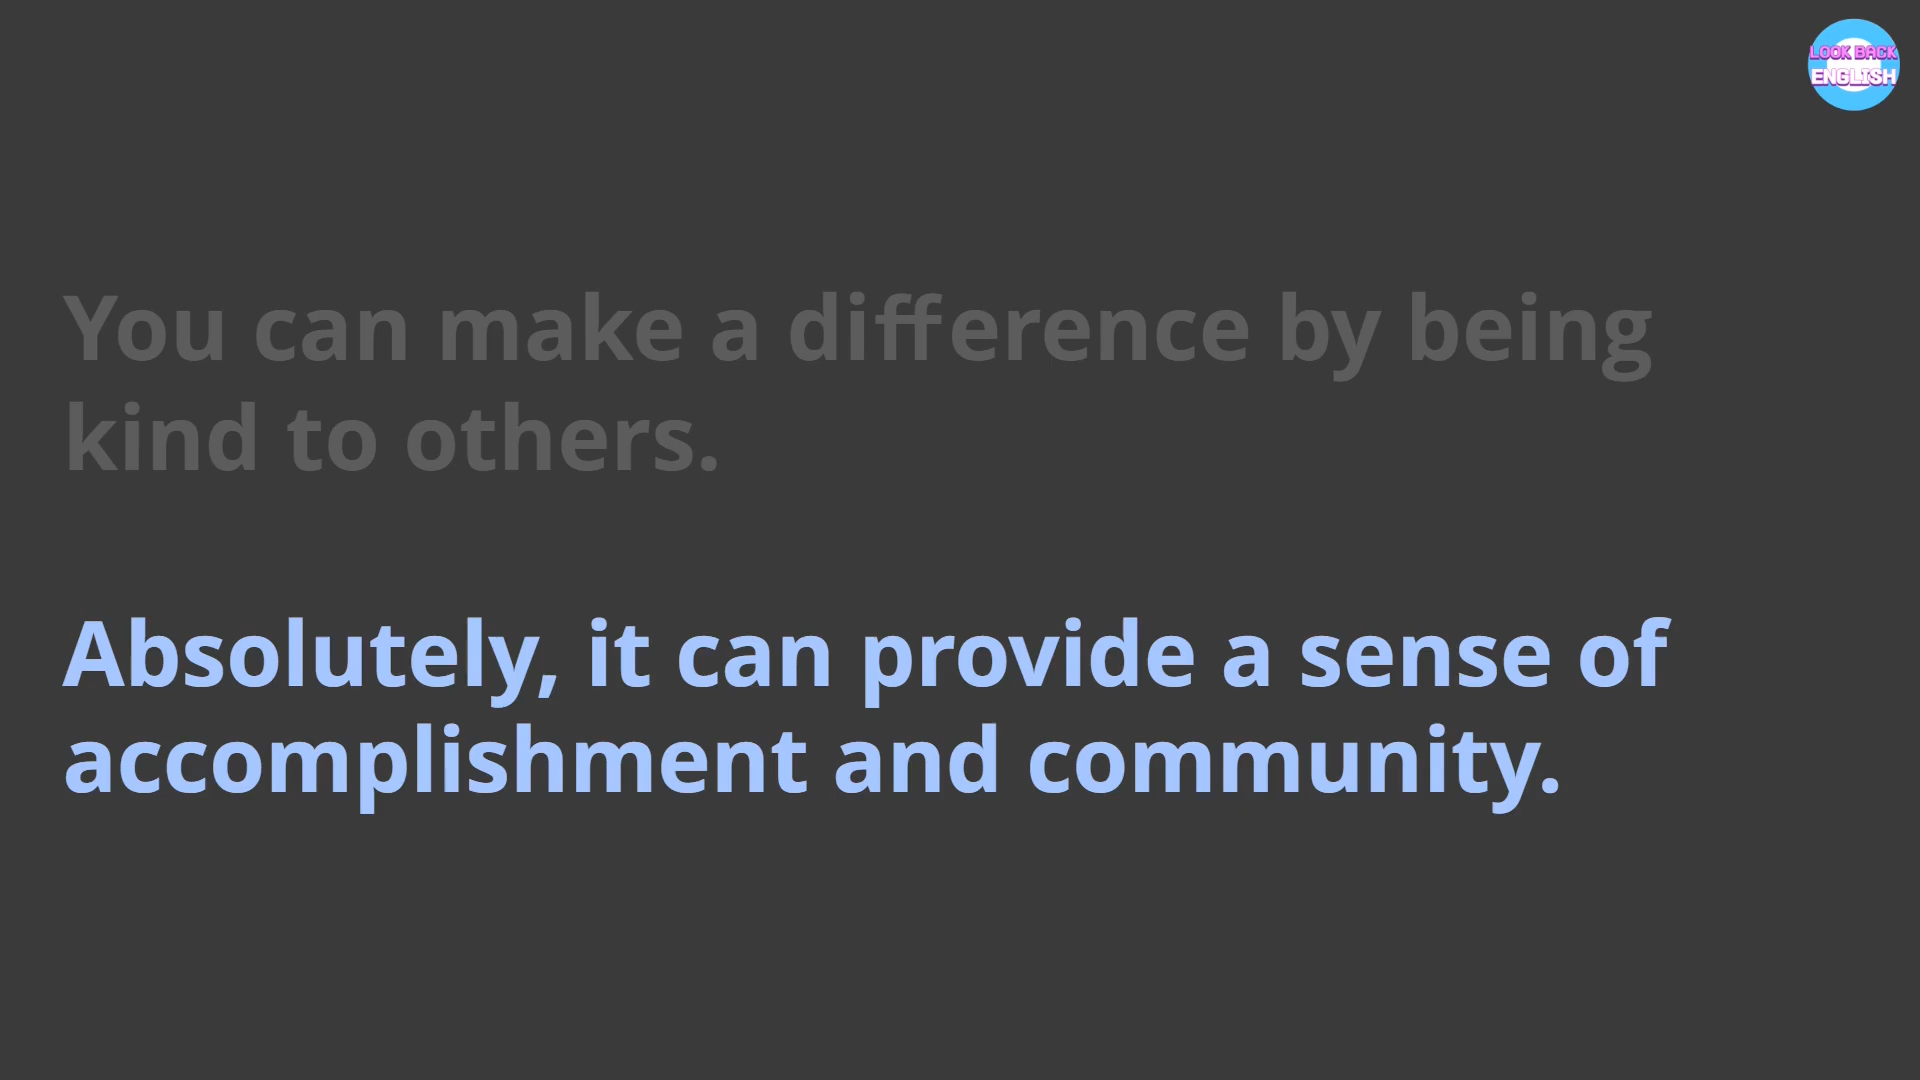 LOOK BACK
ENGLISH
You can make a difference by being
kind to others.
Absolutely, it can provide a sense of
accomplishment and community.